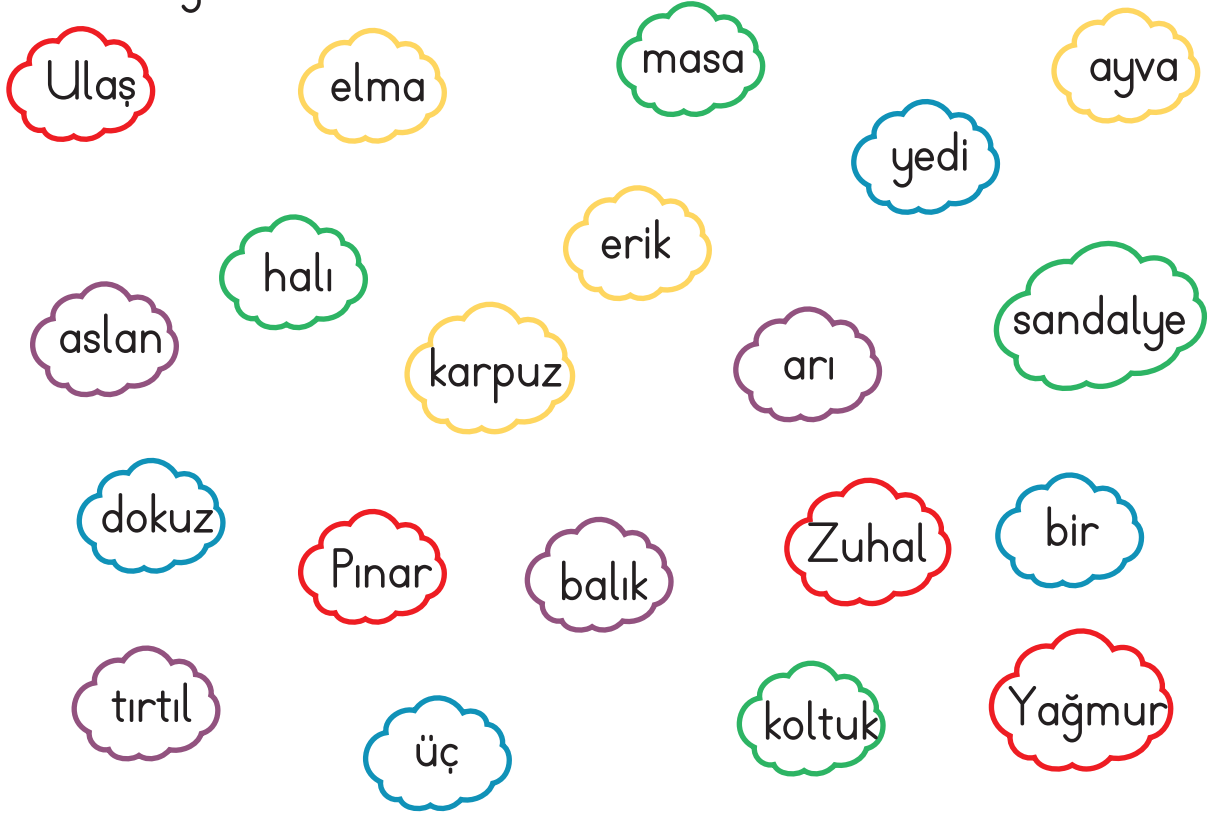 Ulaş
elma
masa
ayva
yedi
erik
halı
aslan
karpuz
arı
sandalye
dokuz
Pınar
balık
Zuhal
bir
tırtıl
üç
koltuk
Yağmur